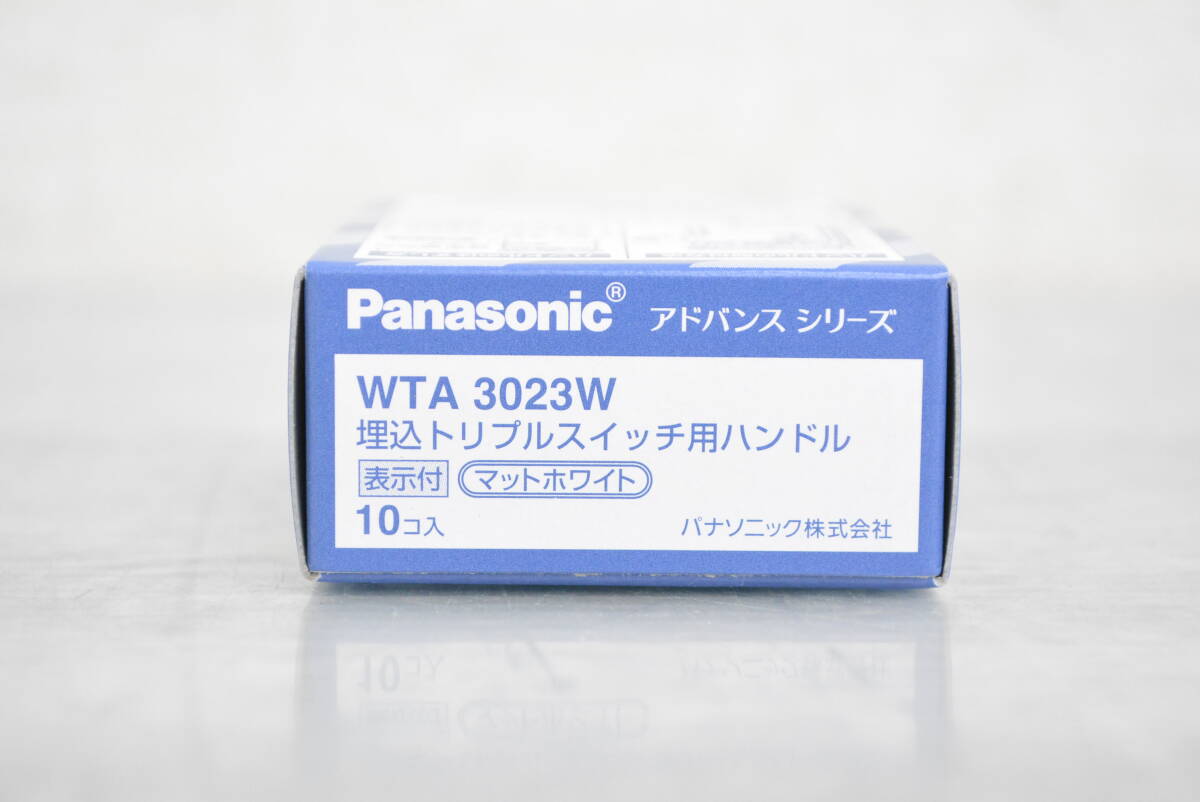 Panasonic® アドバンス シリーズ
WTA 3023W
埋込トリプルスイッチ用ハンドル
表示付 マットホワイト
10コ入 パナソニック株式会社